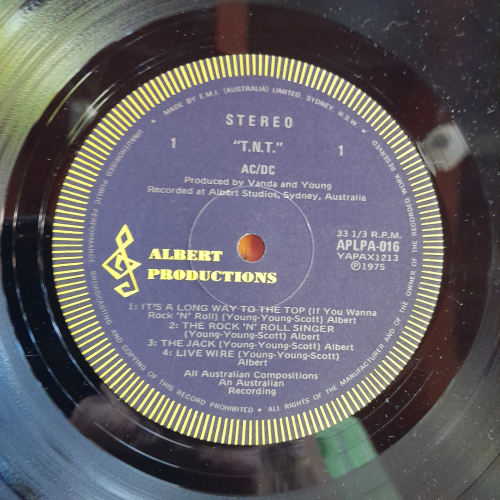 MADE BY E.M.I. (AUSTRALIA) LIMITED, SYDNEY, N.S.W.
STEREO
1 "T.N.T." 1
AC/DC
Produced by Vanda and Young
Recorded at Albert Studios, Sydney, Australia
33 1/3 R.P.M.
APLPA-016
YAPAX1213
Ⓟ1975
ALBERT
PRODUCTIONS
1: IT'S A LONG WAY TO THE TOP (If You Wanna
Rock 'N' Roll) (Young-Young-Scott) Albert
2: THE ROCK 'N' ROLL SINGER
(Young-Young-Scott) Albert
3: THE JACK (Young-Young-Scott) Albert
4: LIVE WIRE (Young-Young-Scott)
Albert
All Australian Compositions
An Australian
Recording
UNAUTHORISED PUBLIC PERFORMANCE, BROADCASTING AND COPYING OF THIS RECORD PROHIBITED • ALL RIGHTS OF THE MANUFACTURER AND OF THE OWNER OF THE RECORDED WORK RESERVED